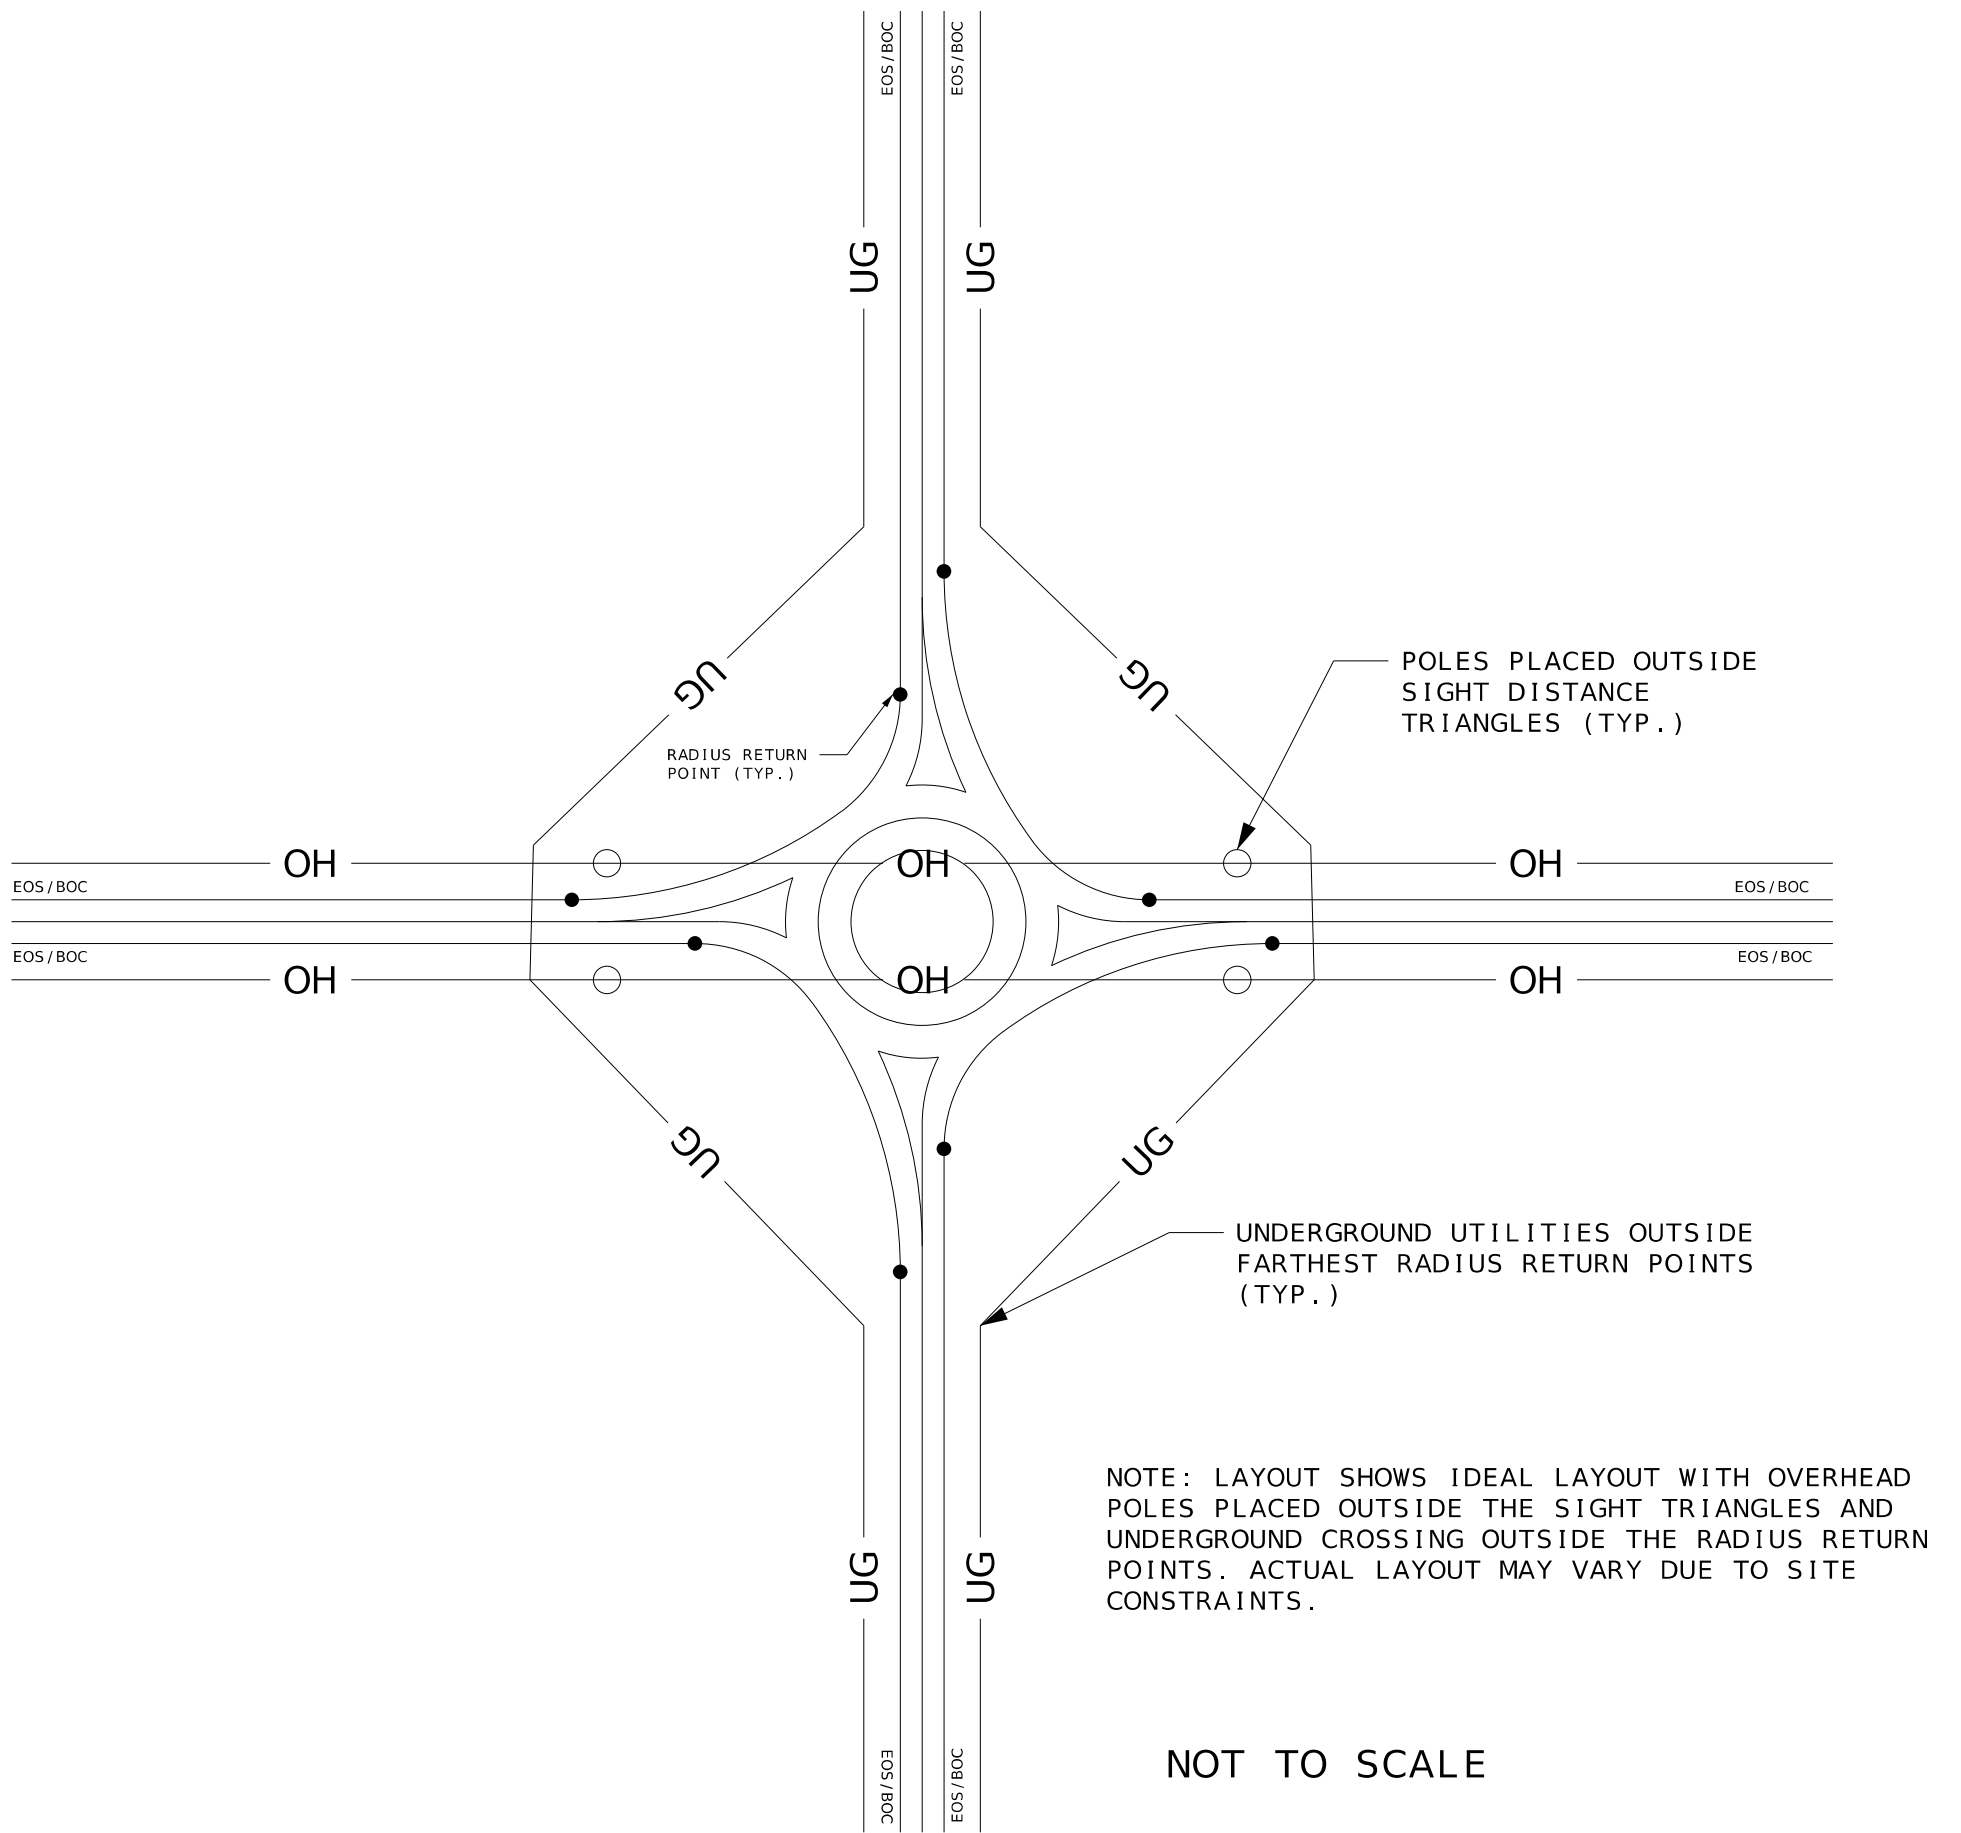 EOS/BOC
EOS/BOC
UG
UG
UG
UG
POLES PLACED OUTSIDE
SIGHT DISTANCE
TRIANGLES (TYP.)
RADIUS RETURN
POINT (TYP.)
OH
OH
OH
EOS/BOC
EOS/BOC
EOS/BOC
EOS/BOC
OH
OH
OH
UG
UG
UNDERGROUND UTILITIES OUTSIDE
FARTHEST RADIUS RETURN POINTS
(TYP.)
NOTE: LAYOUT SHOWS IDEAL LAYOUT WITH OVERHEAD
POLES PLACED OUTSIDE THE SIGHT TRIANGLES AND
UNDERGROUND CROSSING OUTSIDE THE RADIUS RETURN
POINTS. ACTUAL LAYOUT MAY VARY DUE TO SITE
CONSTRAINTS.
UG
UG
EOS/BOC
EOS/BOC
NOT TO SCALE